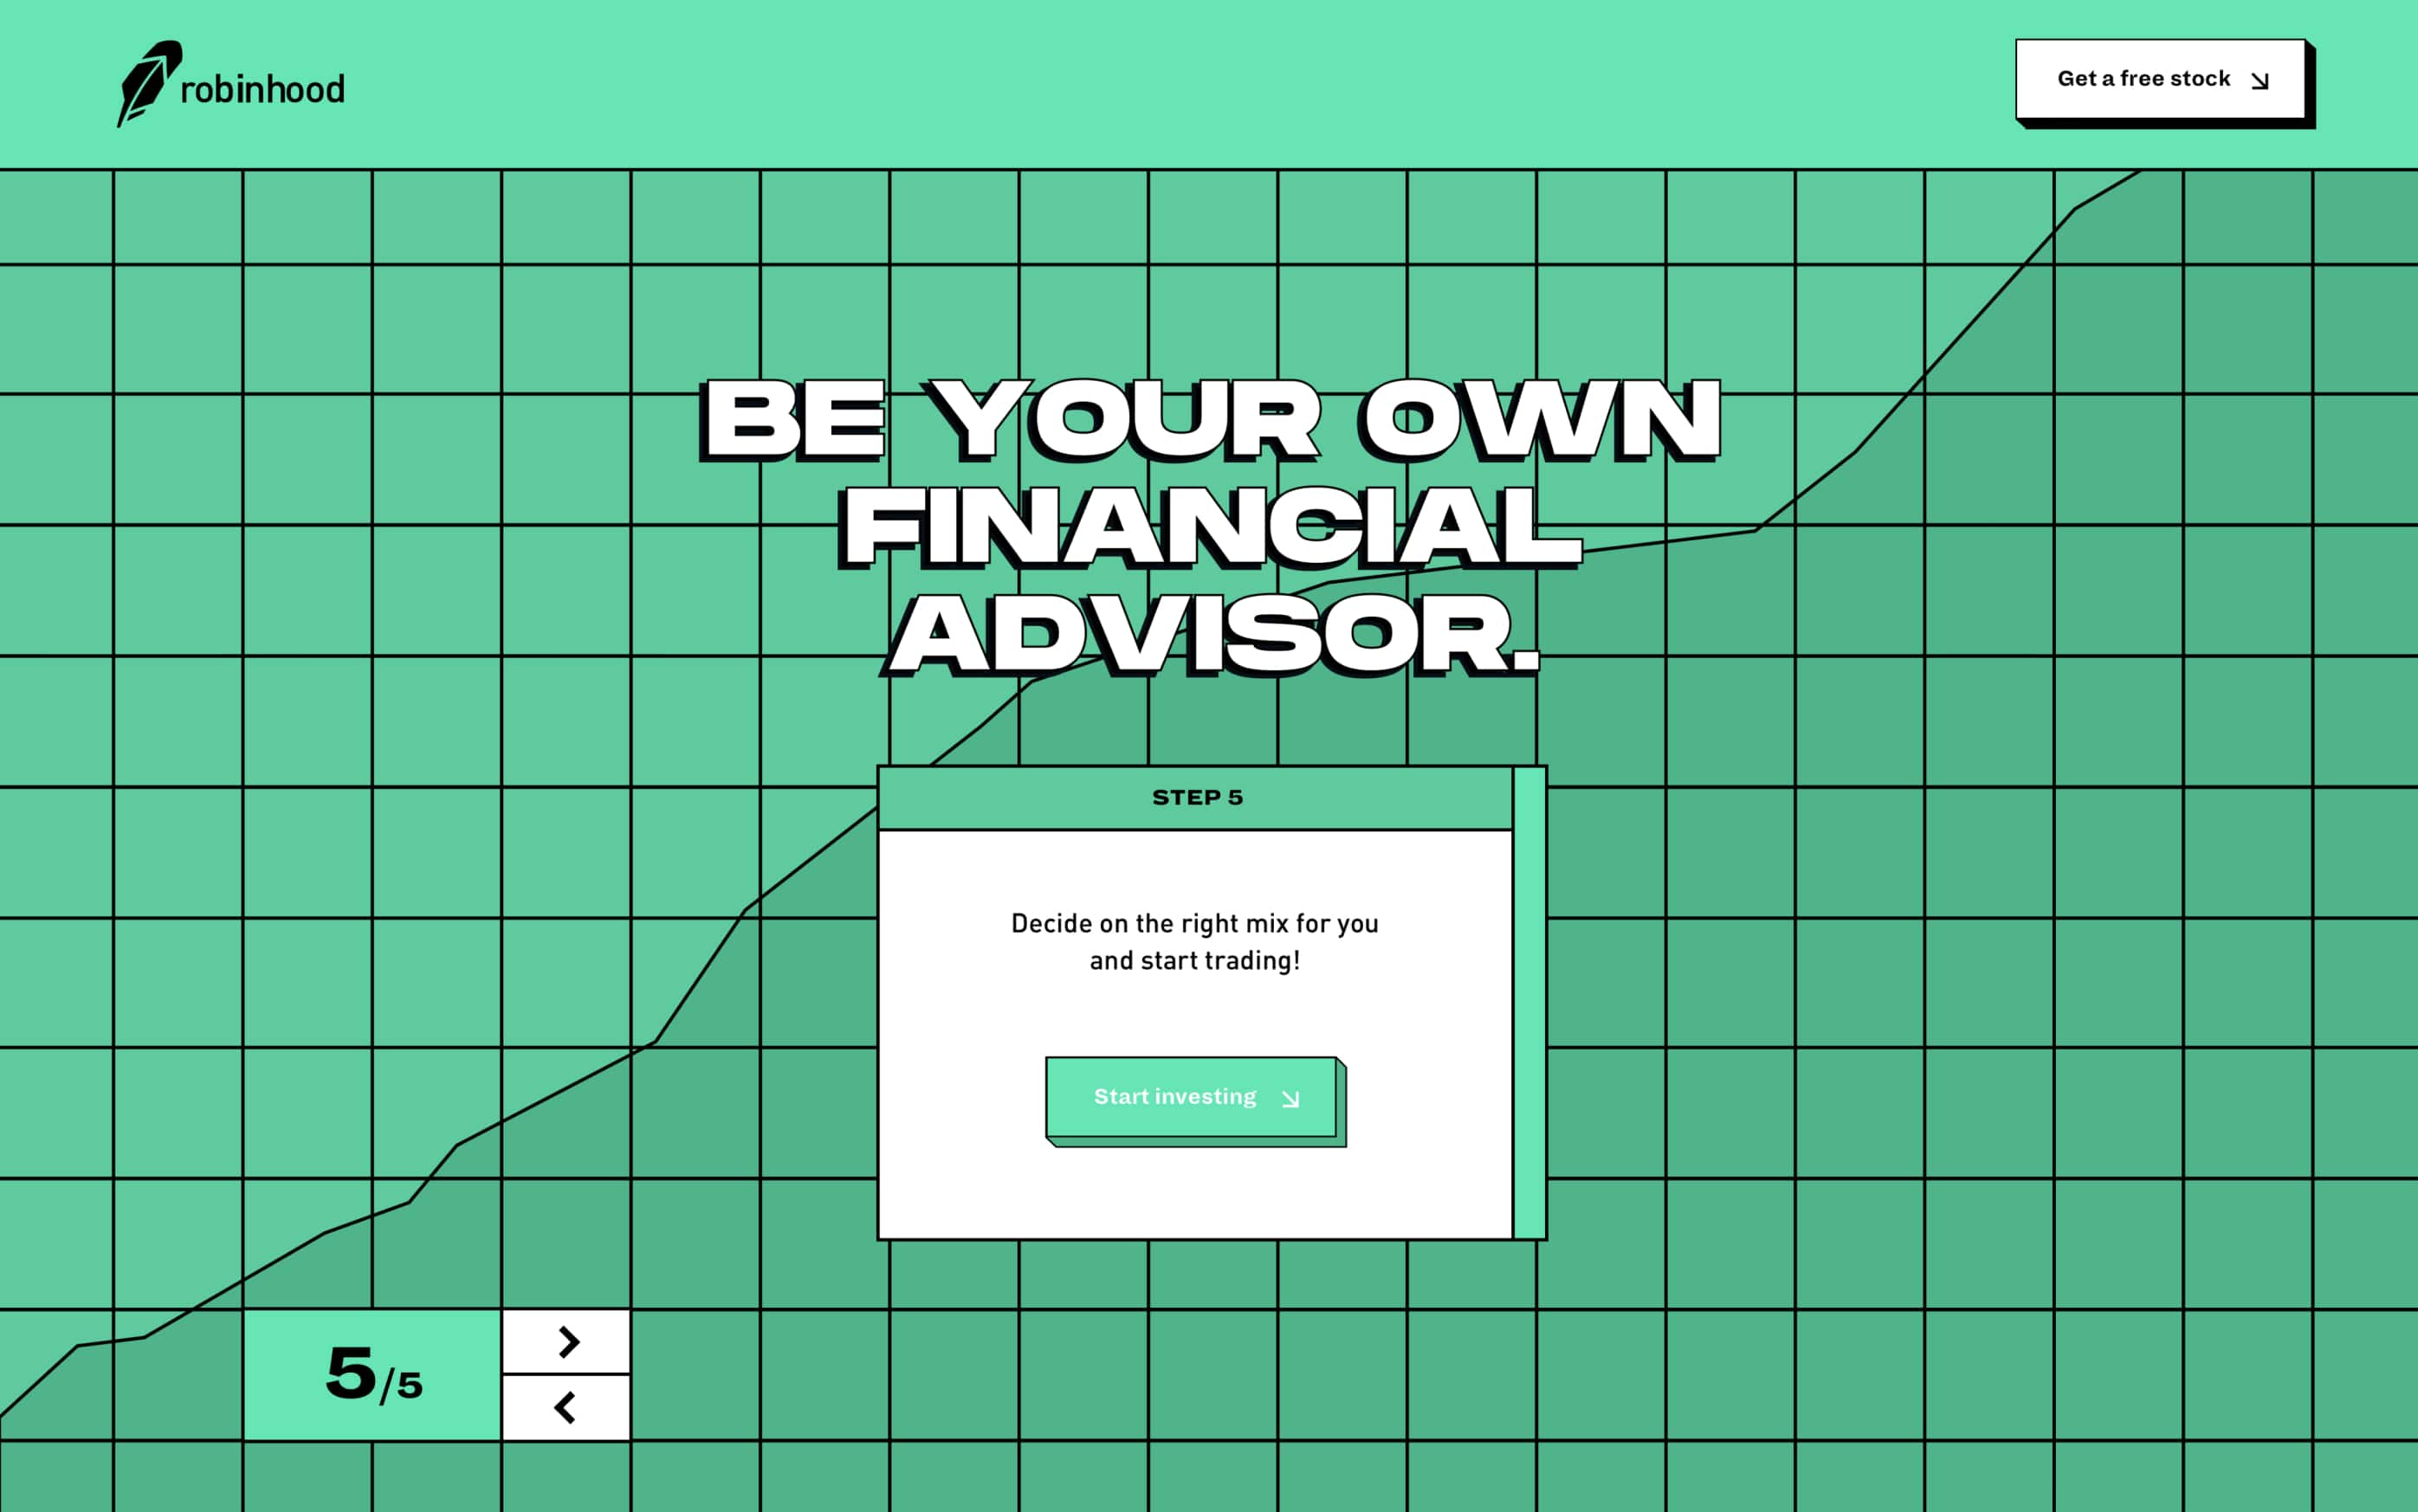 robinhood
Get a free stock
BE YOUR OWN
FINANCIAL
ADVISOR.
STEP 5
Decide on the right mix for you
and start trading!
Start investing
5/5